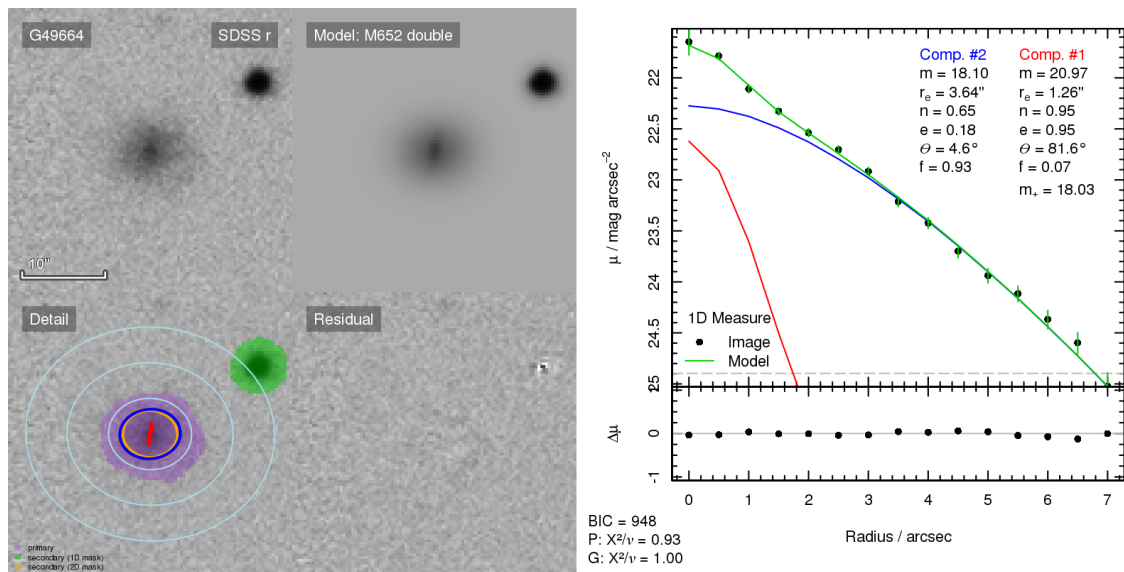 G49664
SDSS r
Model: M652 double
10"
Detail
Residual
primary
secondary (1D mask)
secondary (2D mask)
Comp. #2
m = 18.10
rₑ = 3.64"
n = 0.65
e = 0.18
Θ = 4.6°
f = 0.93
Comp. #1
m = 20.97
rₑ = 1.26"
n = 0.95
e = 0.95
Θ = 81.6°
f = 0.07
m₊ = 18.03
μ / mag arcsec⁻²
22
22.5
23
23.5
24
24.5
25
1D Measure
Image
Model
Δμ
1
0
-1
0 1 2 3 4 5 6 7
Radius / arcsec
BIC = 948
P: X²/ν = 0.93
G: X²/ν = 1.00